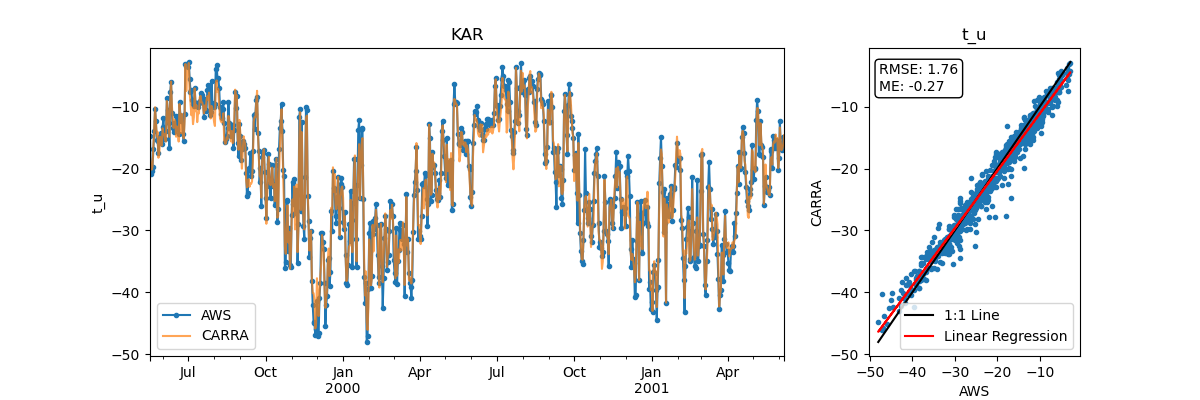 KAR
t_u
−10
−20
−30
−40
−50
Jul
Oct
Jan
2000
Apr
Jul
Oct
Jan
2001
Apr
AWS
CARRA
t_u
RMSE: 1.76
ME: -0.27
CARRA
−10
−20
−30
−40
−50
1:1 Line
Linear Regression
−50
−40
−30
−20
−10
AWS